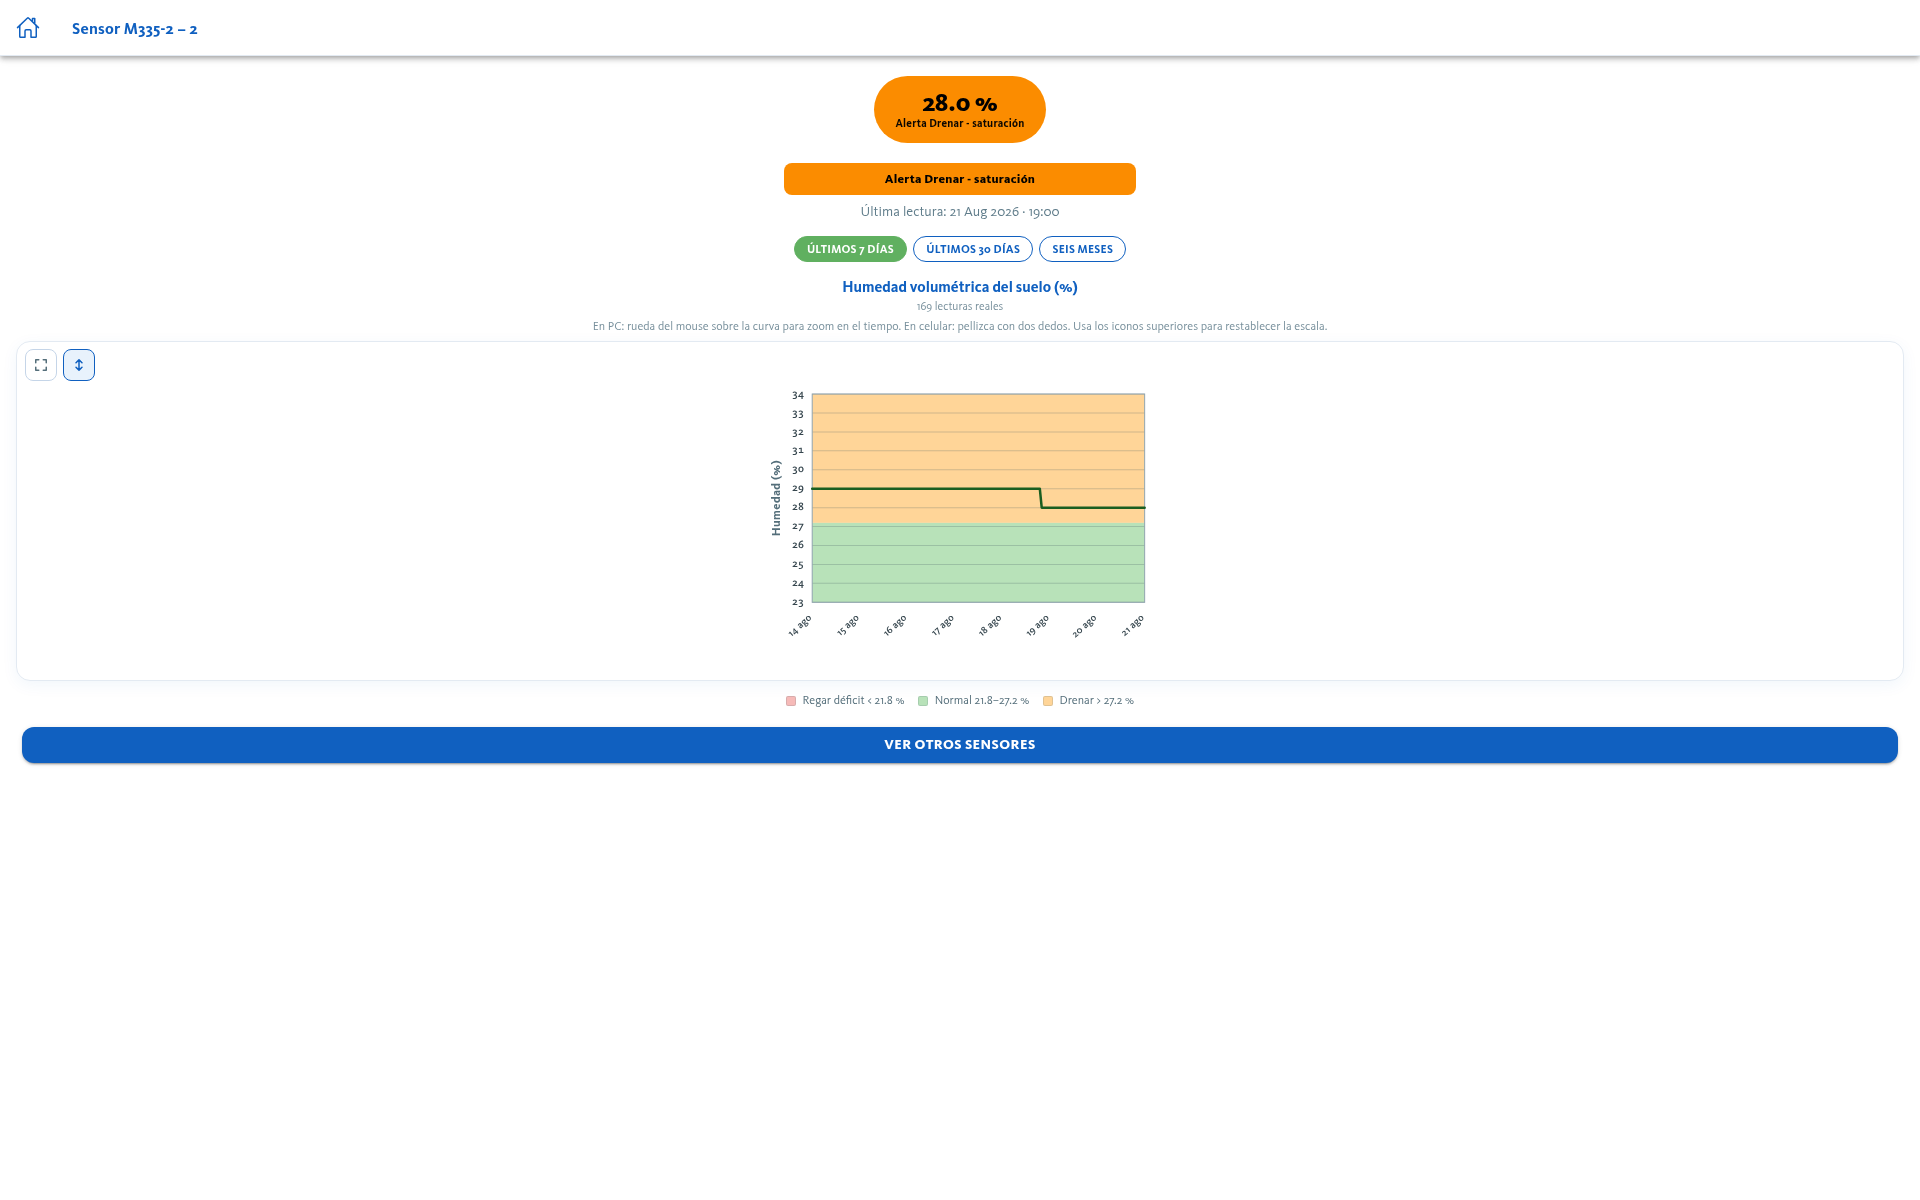 Sensor M335-2 – 2
28.0 %
Alerta Drenar - saturación
Alerta Drenar - saturación
Última lectura: 21 Aug 2026 · 19:00
ÚLTIMOS 7 DÍAS
ÚLTIMOS 30 DÍAS
SEIS MESES
Humedad volumétrica del suelo (%)
169 lecturas reales
En PC: rueda del mouse sobre la curva para zoom en el tiempo. En celular: pellizca con dos dedos. Usa los iconos superiores para restablecer la escala.
Humedad (%)
34
33
32
31
30
29
28
27
26
25
24
23
14 ago
15 ago
16 ago
17 ago
18 ago
19 ago
20 ago
21 ago
Regar déficit < 21.8 %
Normal 21.8–27.2 %
Drenar > 27.2 %
VER OTROS SENSORES